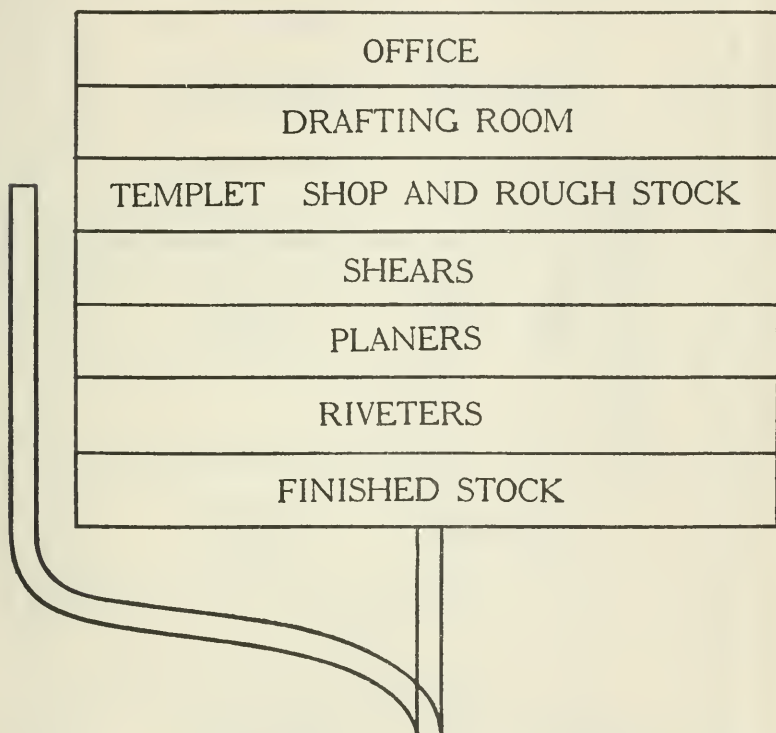 OFFICE
DRAFTING ROOM
TEMPLET SHOP AND ROUGH STOCK
SHEARS
PLANERS
RIVETERS
FINISHED STOCK